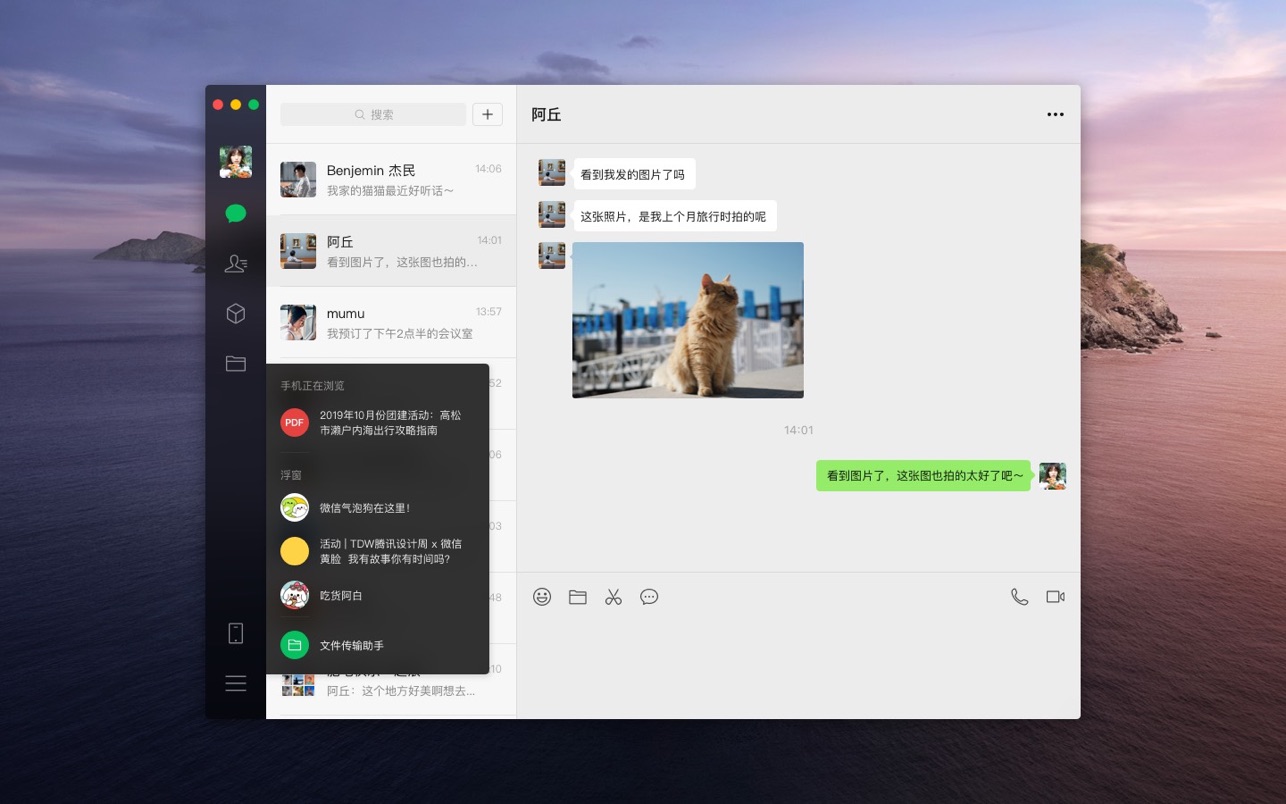 搜索
Benjemin 杰民
14:06
我家的猫猫最近好听话～
阿丘
14:01
看到图片了，这张图也拍的...
mumu
13:57
我预订了下午2点半的会议室
52
06
03
48
10
阿丘：这个地方好美啊想去...
手机正在浏览
PDF
2019年10月份团建活动：高松
市濑户内海出行攻略指南
浮窗
微信气泡狗在这里！
活动 | TDW腾讯设计周 x 微信
黄脸 我有故事你有时间吗?
吃货阿白
文件传输助手
阿丘
看到我发的图片了吗
这张照片，是我上个月旅行时拍的呢
14:01
看到图片了，这张图也拍的太好了吧～